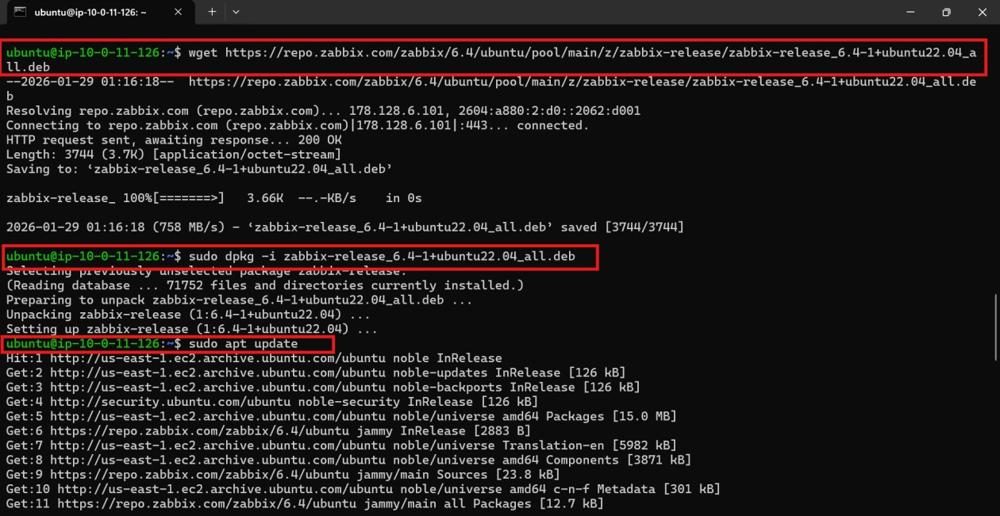 ubuntu@ip-10-0-11-126: ~
ubuntu@ip-10-0-11-126:~$ wget https://repo.zabbix.com/zabbix/6.4/ubuntu/pool/main/z/zabbix-release/zabbix-release_6.4-1+ubuntu22.04_a
ll.deb
--2026-01-29 01:16:18--  https://repo.zabbix.com/zabbix/6.4/ubuntu/pool/main/z/zabbix-release/zabbix-release_6.4-1+ubuntu22.04_all.de
b
Resolving repo.zabbix.com (repo.zabbix.com)... 178.128.6.101, 2604:a880:2:d0::2062:d001
Connecting to repo.zabbix.com (repo.zabbix.com)|178.128.6.101|:443... connected.
HTTP request sent, awaiting response... 200 OK
Length: 3744 (3.7K) [application/octet-stream]
Saving to: ‘zabbix-release_6.4-1+ubuntu22.04_all.deb’
zabbix-release_ 100%[=======>]   3.66K  --.-KB/s    in 0s
2026-01-29 01:16:18 (758 MB/s) - ‘zabbix-release_6.4-1+ubuntu22.04_all.deb’ saved [3744/3744]
ubuntu@ip-10-0-11-126:~$ sudo dpkg -i zabbix-release_6.4-1+ubuntu22.04_all.deb
Selecting previously unselected package zabbix-release.
(Reading database ... 71752 files and directories currently installed.)
Preparing to unpack zabbix-release_6.4-1+ubuntu22.04_all.deb ...
Unpacking zabbix-release (1:6.4-1+ubuntu22.04) ...
Setting up zabbix-release (1:6.4-1+ubuntu22.04) ...
ubuntu@ip-10-0-11-126:~$ sudo apt update
Hit:1 http://us-east-1.ec2.archive.ubuntu.com/ubuntu noble InRelease
Get:2 http://us-east-1.ec2.archive.ubuntu.com/ubuntu noble-updates InRelease [126 kB]
Get:3 http://us-east-1.ec2.archive.ubuntu.com/ubuntu noble-backports InRelease [126 kB]
Get:4 http://security.ubuntu.com/ubuntu noble-security InRelease [126 kB]
Get:5 http://us-east-1.ec2.archive.ubuntu.com/ubuntu noble/universe amd64 Packages [15.0 MB]
Get:6 https://repo.zabbix.com/zabbix/6.4/ubuntu jammy InRelease [2883 B]
Get:7 http://us-east-1.ec2.archive.ubuntu.com/ubuntu noble/universe Translation-en [5982 kB]
Get:8 http://us-east-1.ec2.archive.ubuntu.com/ubuntu noble/universe amd64 Components [3871 kB]
Get:9 https://repo.zabbix.com/zabbix/6.4/ubuntu jammy/main Sources [23.8 kB]
Get:10 http://us-east-1.ec2.archive.ubuntu.com/ubuntu noble/universe amd64 c-n-f Metadata [301 kB]
Get:11 https://repo.zabbix.com/zabbix/6.4/ubuntu jammy/main all Packages [12.7 kB]